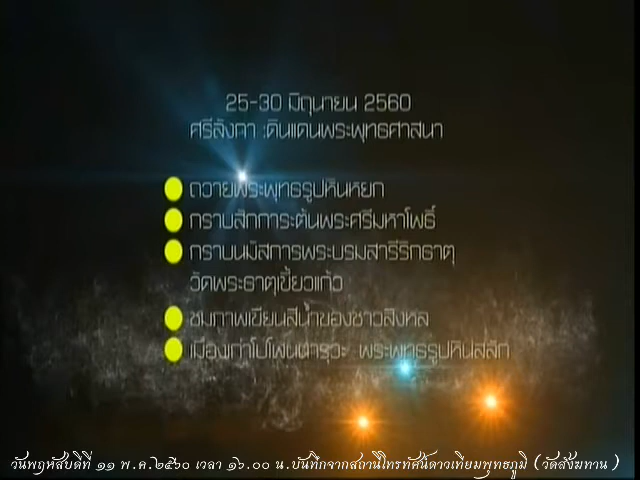 25-30 มิถุนายน 2560
ศรีลังกา :ดินแดนพระพุทธศาสนา
ถวายพระพุทธรูปหินหยก
กราบสักการะต้นพระศรีมหาโพธิ์
กราบนมัสการพระบรมสารีริกธาตุ
วัดพระธาตุเขี้ยวแก้ว
ชมภาพเขียนสีน้ำของชาวสิงหล
เมืองเก่าโปโฬนนารุวะ พระพุทธรูปหินสลัก
วันพฤหัสบดีที่ ๑๑ พ.ค.๒๕๖๐ เวลา ๑๖.๐๐ น.บันทึกจากสถานีโทรทัศน์ดาวเทียมพุทธภูมิ (วัดสังฆทาน )